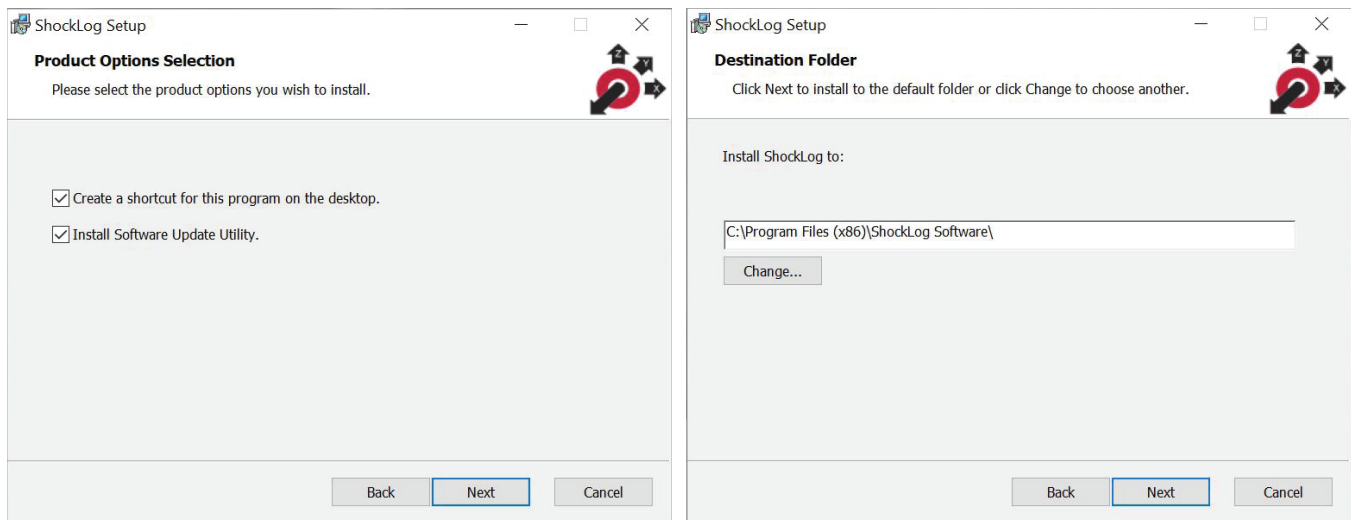 ShockLog Setup
Product Options Selection
Please select the product options you wish to install.
Create a shortcut for this program on the desktop.
Install Software Update Utility.
Back
Next
Cancel
ShockLog Setup
Z
Y
X
Destination Folder
Click Next to install to the default folder or click Change to choose another.
Install ShockLog to:
C:\Program Files (x86)\ShockLog Software\
Change...
Back
Next
Cancel
Z
Y
X